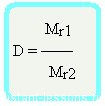 D = Mr1
Mr2